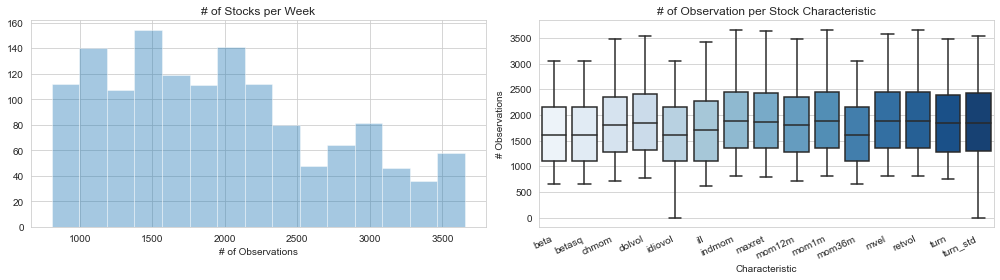 # of Stocks per Week
160
140
120
100
80
60
40
20
0
1000 1500 2000 2500 3000 3500
# of Observations
# of Observation per Stock Characteristic
# Observations
3500
3000
2500
2000
1500
1000
500
0
beta betasq chmom dolvol idiovol ill indmom maxret mom12m mom1m mom36m mvel retvol turn turn_std
Characteristic